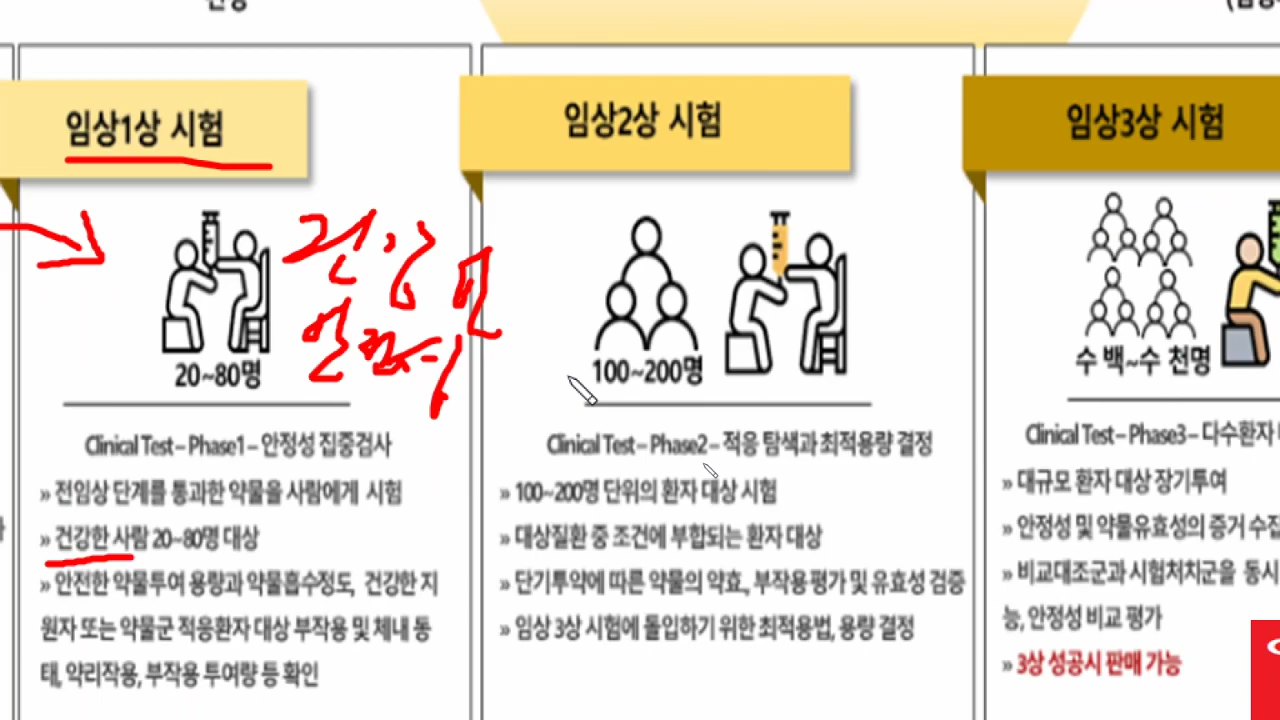 임상1상 시험
20~80명
Clinical Test – Phase1 – 안정성 집중검사
» 전임상 단계를 통과한 약물을 사람에게 시험
» 건강한 사람 20~80명 대상
» 안전한 약물투여 용량과 약물흡수정도, 건강한 지
원자 또는 약물군 적응환자 대상 부작용 및 체내 동
태, 약리작용, 부작용 투여량 등 확인
안전성
임상2상 시험
100~200명
Clinical Test – Phase2 – 적응 탐색과 최적용량 결정
» 100~200명 단위의 환자 대상 시험
» 대상질환 중 조건에 부합되는 환자 대상
» 단기투약에 따른 약물의 약효, 부작용 평가 및 유효성 검증
» 임상 3상 시험에 돌입하기 위한 최적용법, 용량 결정
임상3상 시험
수 백~수 천명
Clinical Test – Phase3 – 다수환자
» 대규모 환자 대상 장기투여
» 안정성 및 약물유효성의 증거 수집
» 비교대조군과 시험처치군을 동시
능, 안정성 비교 평가
» 3상 성공시 판매 가능